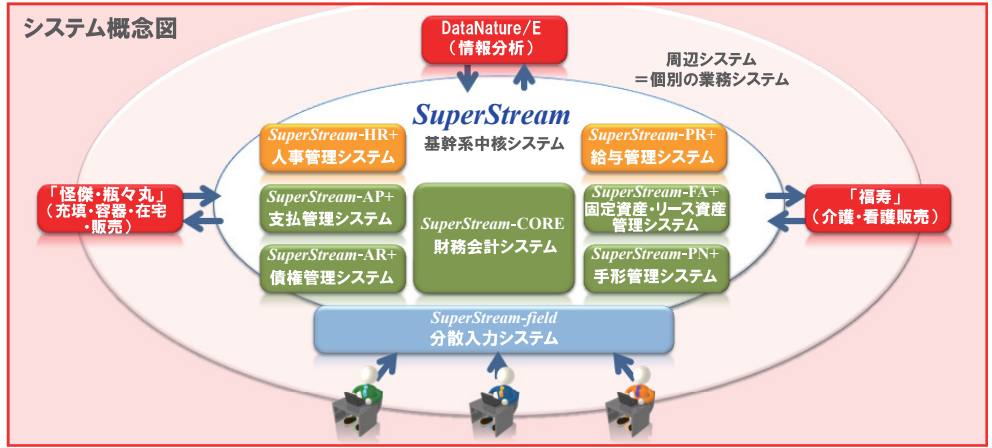 システム概念図
DataNature/E
（情報分析）
周辺システム
＝個別の業務システム
SuperStream
基幹系中核システム
SuperStream-HR+
人事管理システム
SuperStream-PR+
給与管理システム
「怪傑・瓶々丸」
（充填・容器・在宅
・販売）
SuperStream-AP+
支払管理システム
SuperStream-CORE
財務会計システム
SuperStream-FA+
固定資産・リース資産
管理システム
「福寿」
（介護・看護販売）
SuperStream-AR+
債権管理システム
SuperStream-PN+
手形管理システム
SuperStream-field
分散入力システム